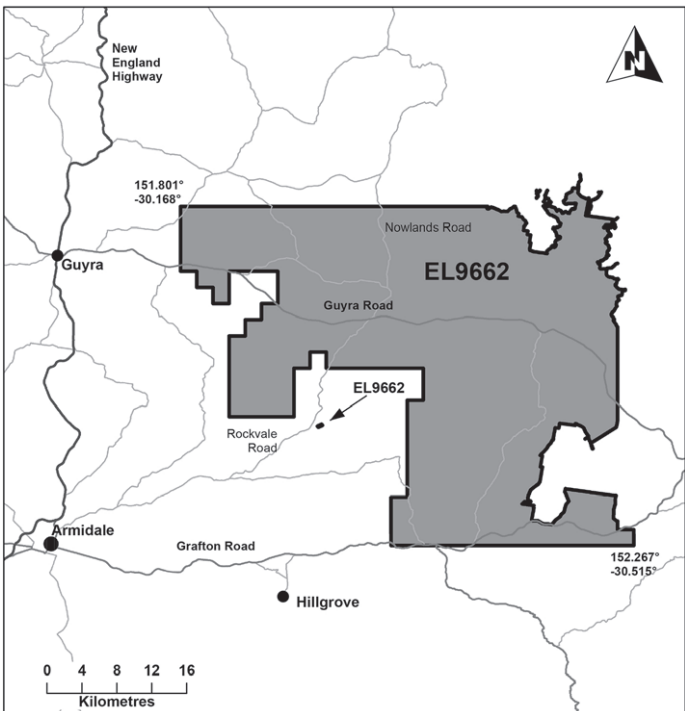 New
England
Highway
N
151.801°
-30.168°
Nowlands Road
Guyra
EL9662
Guyra Road
EL9662
Rockvale
Road
Armidale
Grafton Road
152.267°
-30.515°
Hillgrove
0 4 8 12 16
Kilometres